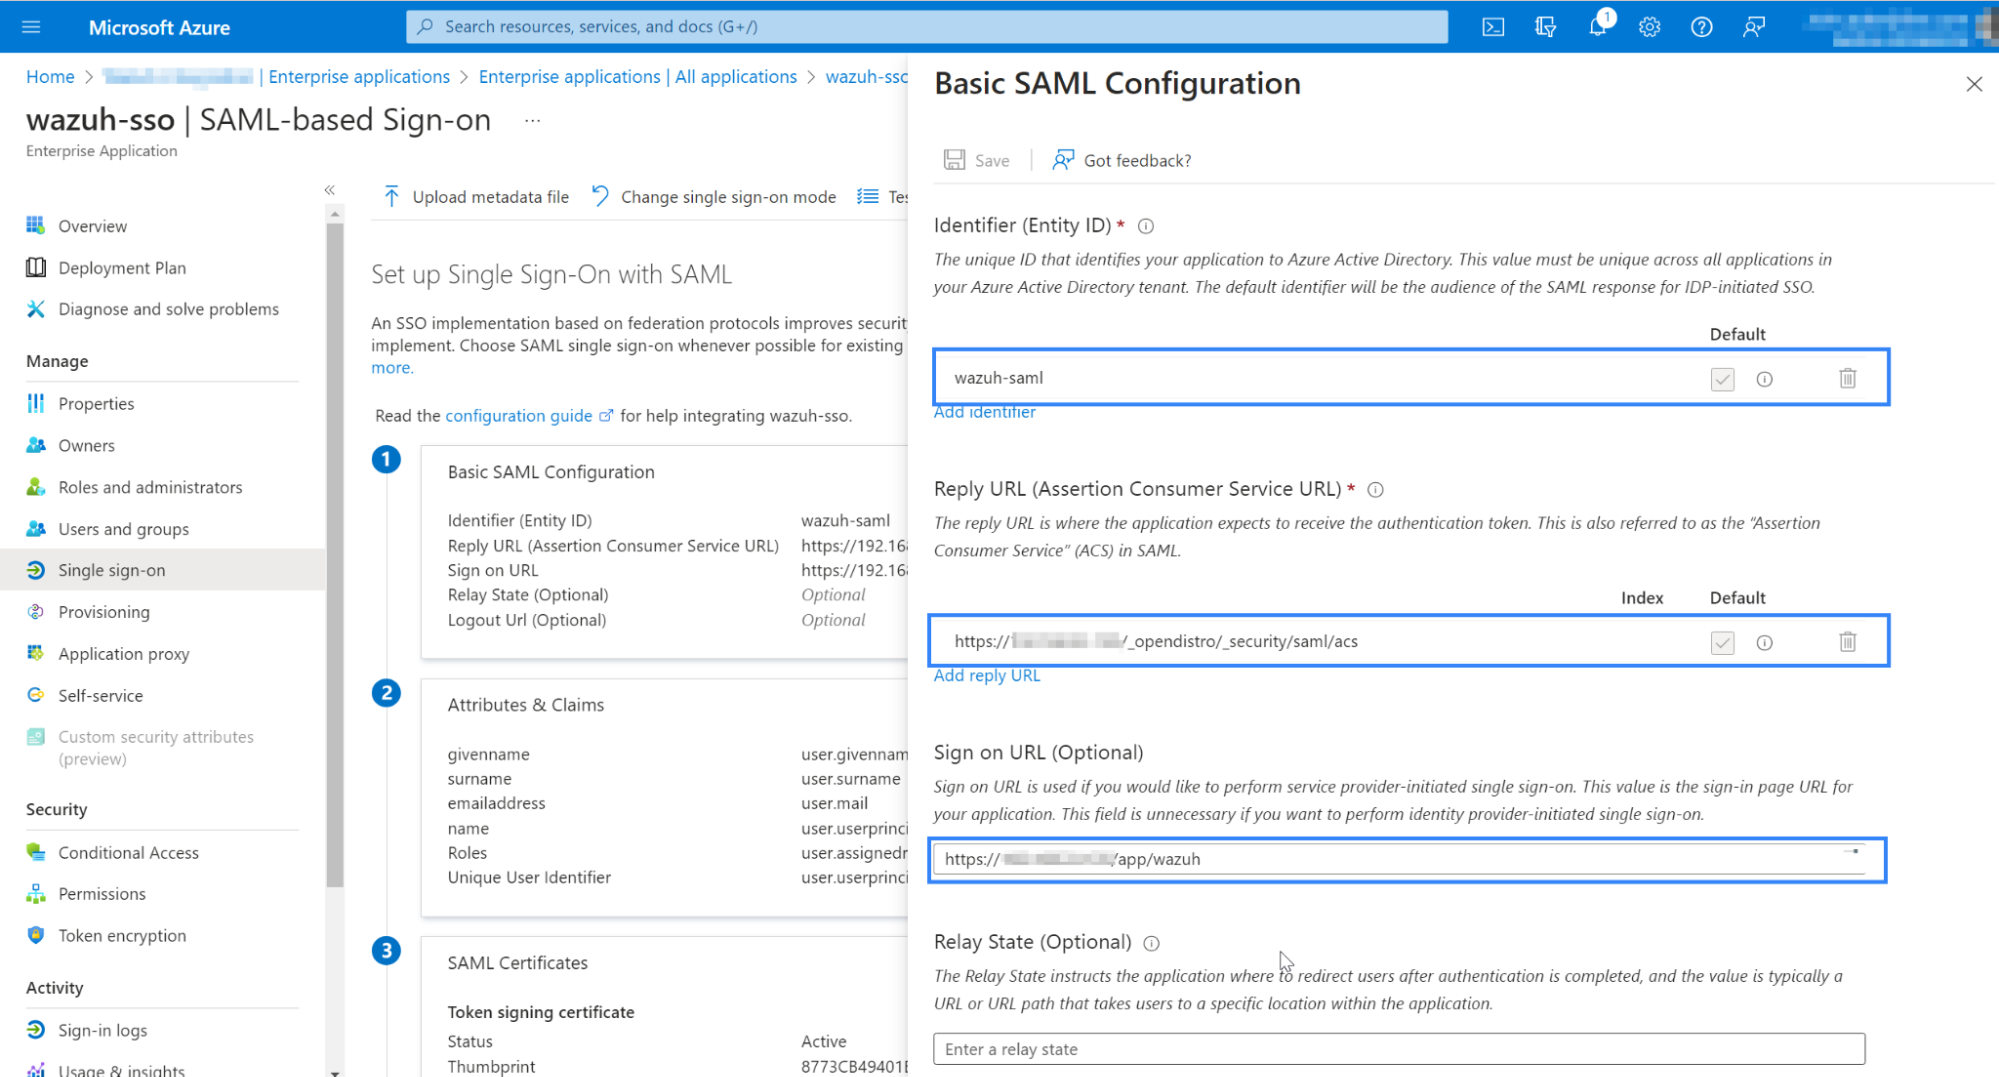 Microsoft Azure
Search resources, services, and docs (G+/)
1
Home > | Enterprise applications > Enterprise applications | All applications > wazuh-sso
wazuh-sso | SAML-based Sign-on ...
Enterprise Application
«
Overview
Deployment Plan
Diagnose and solve problems
Manage
Properties
Owners
Roles and administrators
Users and groups
Single sign-on
Provisioning
Application proxy
Self-service
Custom security attributes
(preview)
Security
Conditional Access
Permissions
Token encryption
Activity
Sign-in logs
Usage & insights
Upload metadata file Change single sign-on mode Tes
Set up Single Sign-On with SAML
An SSO implementation based on federation protocols improves securit
implement. Choose SAML single sign-on whenever possible for existing
more.
Read the configuration guide for help integrating wazuh-sso.
1
Basic SAML Configuration
Identifier (Entity ID) wazuh-saml
Reply URL (Assertion Consumer Service URL) https://192.168
Sign on URL https://192.168
Relay State (Optional) Optional
Logout Url (Optional) Optional
2
Attributes & Claims
givenname user.givennam
surname user.surname
emailaddress user.mail
name user.userprinci
Roles user.assignedr
Unique User Identifier user.userprinci
3
SAML Certificates
Token signing certificate
Status Active
Thumbprint 8773CB49401
Basic SAML Configuration
Save | Got feedback?
Identifier (Entity ID) *
The unique ID that identifies your application to Azure Active Directory. This value must be unique across all applications in
your Azure Active Directory tenant. The default identifier will be the audience of the SAML response for IDP-initiated SSO.
Default
wazuh-saml
Add identifier
Reply URL (Assertion Consumer Service URL) *
The reply URL is where the application expects to receive the authentication token. This is also referred to as the “Assertion
Consumer Service” (ACS) in SAML.
Index Default
https:// /_opendistro/_security/saml/acs
Add reply URL
Sign on URL (Optional)
Sign on URL is used if you would like to perform service provider-initiated single sign-on. This value is the sign-in page URL for
your application. This field is unnecessary if you want to perform identity provider-initiated single sign-on.
https:// /app/wazuh
Relay State (Optional)
The Relay State instructs the application where to redirect users after authentication is completed, and the value is typically a
URL or URL path that takes users to a specific location within the application.
Enter a relay state